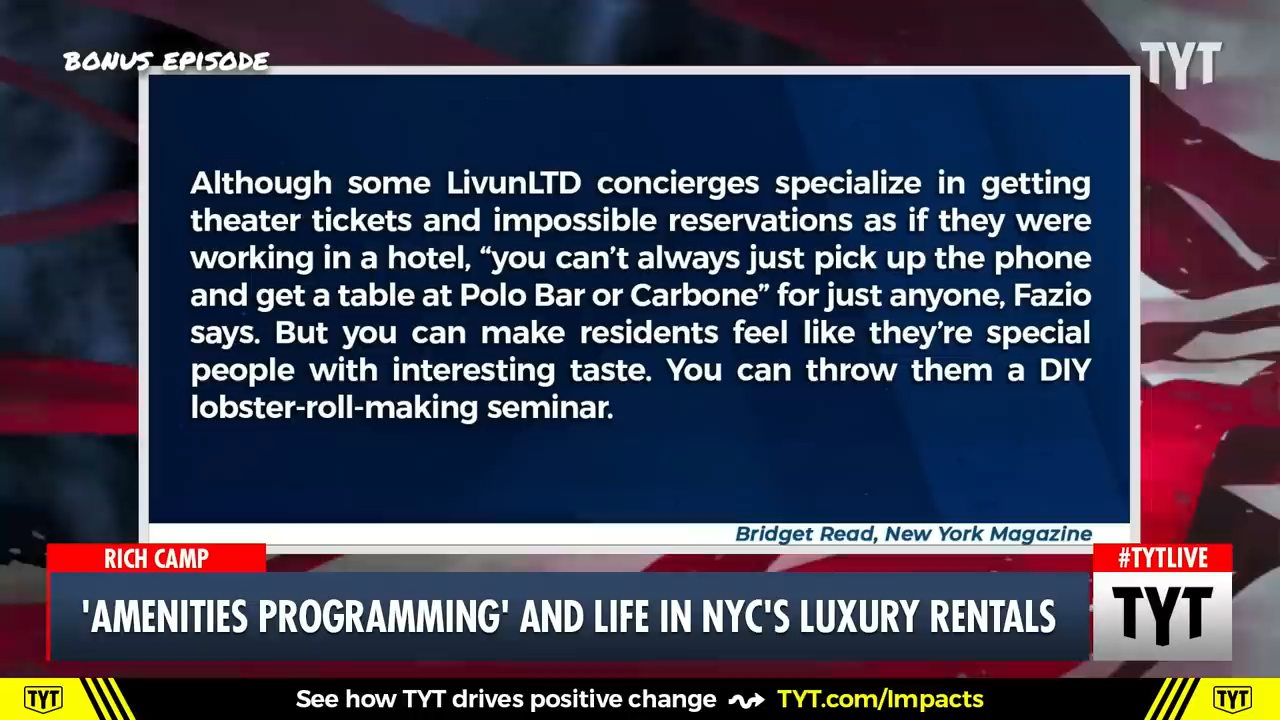 BONUS EPISODE
TYT
Although some LivunLTD concierges specialize in getting
theater tickets and impossible reservations as if they were
working in a hotel, “you can’t always just pick up the phone
and get a table at Polo Bar or Carbone” for just anyone, Fazio
says. But you can make residents feel like they’re special
people with interesting taste. You can throw them a DIY
lobster-roll-making seminar.
Bridget Read, New York Magazine
RICH CAMP
#TYTLIVE
'AMENITIES PROGRAMMING' AND LIFE IN NYC'S LUXURY RENTALS
TYT
TYT
See how TYT drives positive change
TYT.com/Impacts
TYT